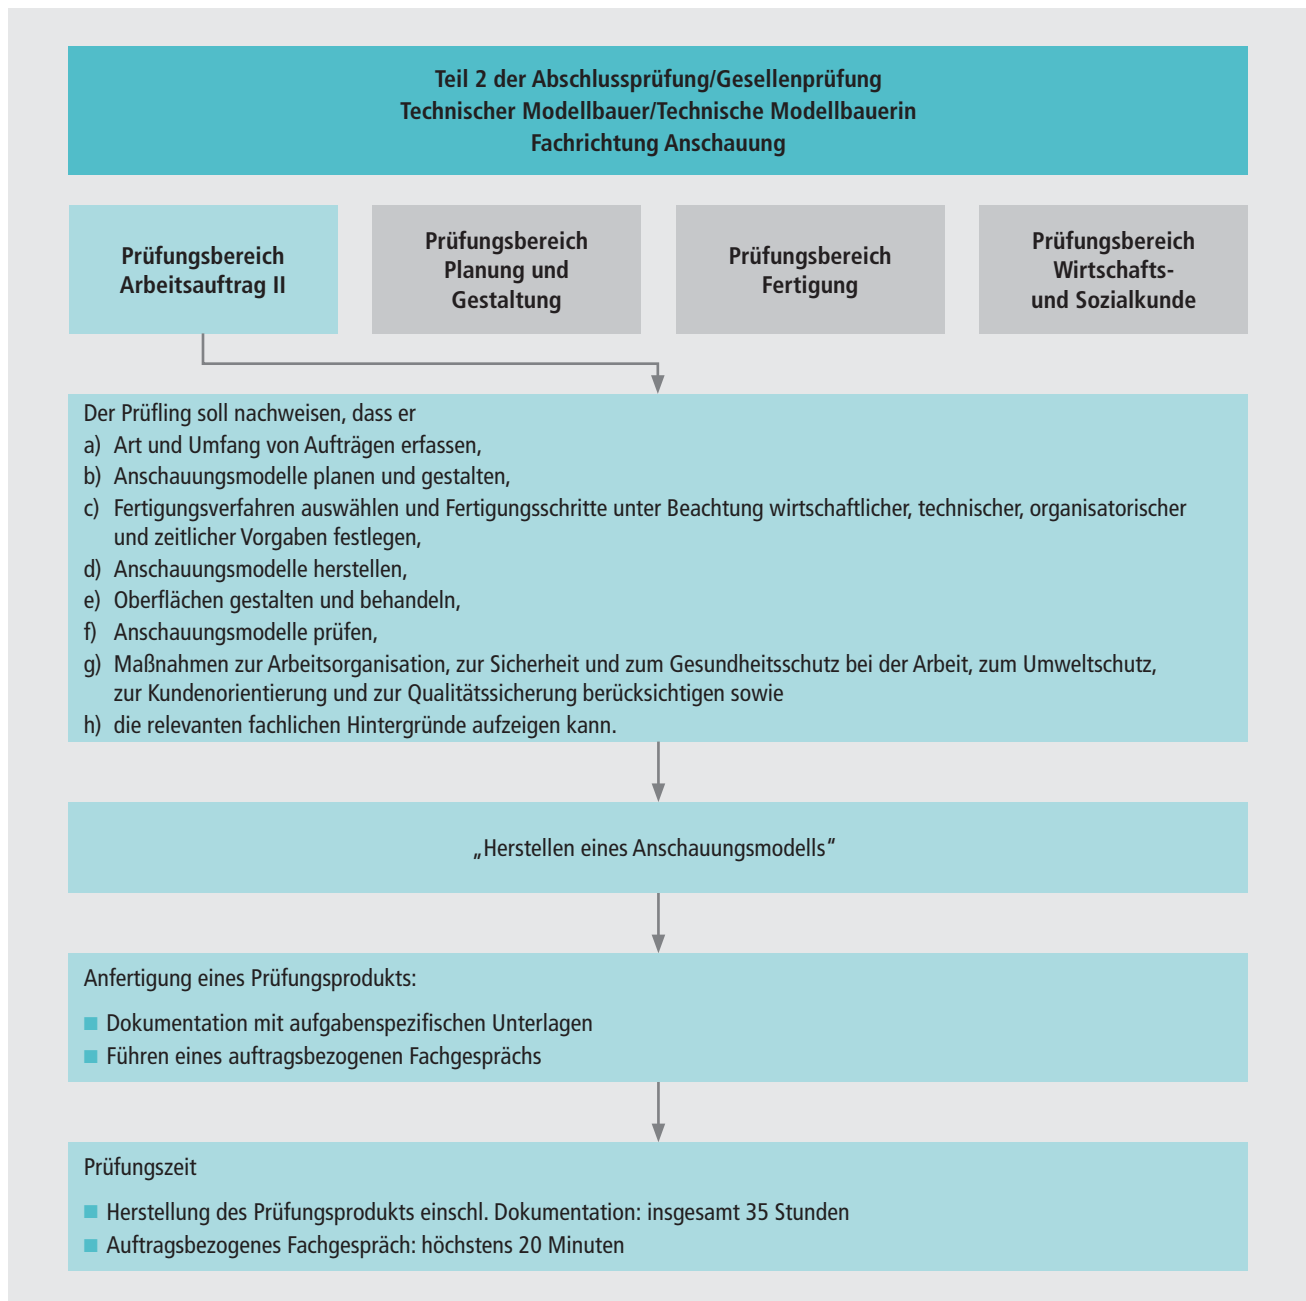 Teil 2 der Abschlussprüfung/Gesellenprüfung
Technischer Modellbauer/Technische Modellbauerin
Fachrichtung Anschauung
Prüfungsbereich
Arbeitsauftrag II
Prüfungsbereich
Planung und
Gestaltung
Prüfungsbereich
Fertigung
Prüfungsbereich
Wirtschafts-
und Sozialkunde
Der Prüfling soll nachweisen, dass er
a) Art und Umfang von Aufträgen erfassen,
b) Anschauungsmodelle planen und gestalten,
c) Fertigungsverfahren auswählen und Fertigungsschritte unter Beachtung wirtschaftlicher, technischer, organisatorischer
und zeitlicher Vorgaben festlegen,
d) Anschauungsmodelle herstellen,
e) Oberflächen gestalten und behandeln,
f) Anschauungsmodelle prüfen,
g) Maßnahmen zur Arbeitsorganisation, zur Sicherheit und zum Gesundheitsschutz bei der Arbeit, zum Umweltschutz,
zur Kundenorientierung und zur Qualitätssicherung berücksichtigen sowie
h) die relevanten fachlichen Hintergründe aufzeigen kann.
„Herstellen eines Anschauungsmodells“
Anfertigung eines Prüfungsprodukts:
■ Dokumentation mit aufgabenspezifischen Unterlagen
■ Führen eines auftragsbezogenen Fachgesprächs
Prüfungszeit
■ Herstellung des Prüfungsprodukts einschl. Dokumentation: insgesamt 35 Stunden
■ Auftragsbezogenes Fachgespräch: höchstens 20 Minuten